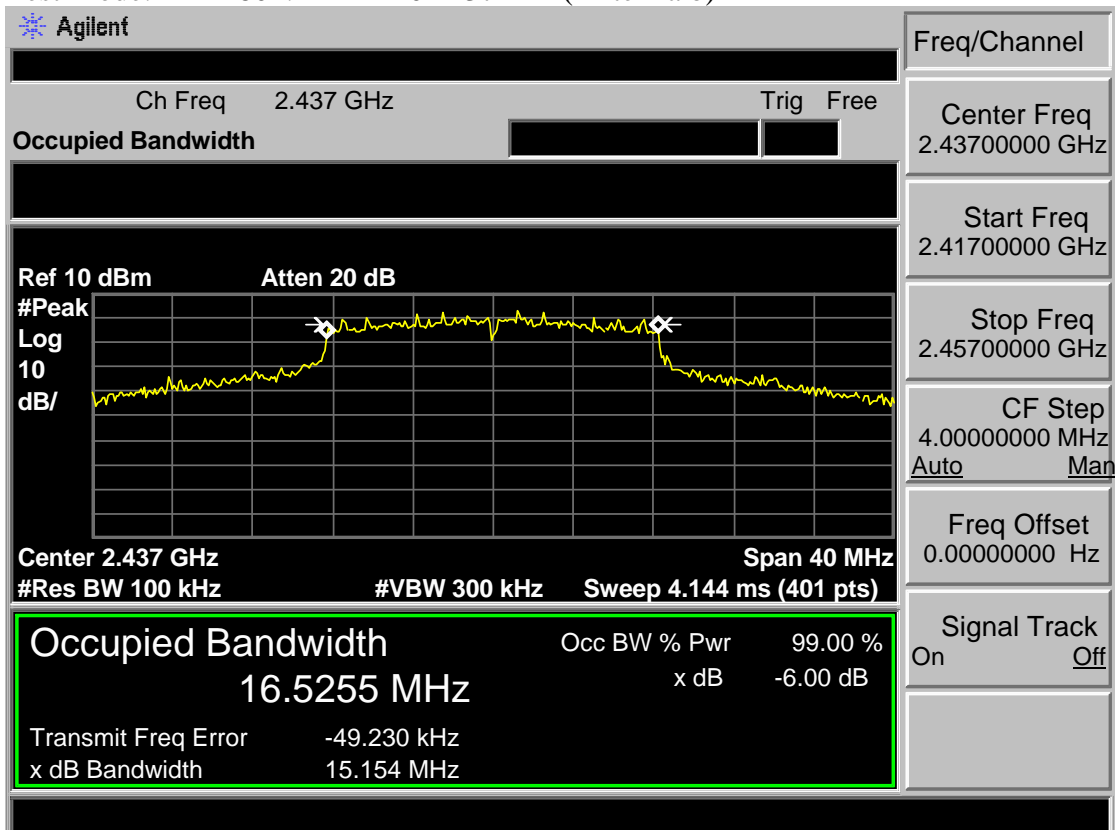 Agilent
Freq/Channel
Ch Freq 2.437 GHz Trig Free
Occupied Bandwidth
Center Freq
2.43700000 GHz
Start Freq
2.41700000 GHz
Ref 10 dBm Atten 20 dB
#Peak
Log
10
dB/
Stop Freq
2.45700000 GHz
CF Step
4.00000000 MHz
Auto Man
Freq Offset
0.00000000 Hz
Center 2.437 GHz Span 40 MHz
#Res BW 100 kHz #VBW 300 kHz Sweep 4.144 ms (401 pts)
Signal Track
On Off
Occupied Bandwidth Occ BW % Pwr 99.00 %
16.5255 MHz x dB -6.00 dB
Transmit Freq Error -49.230 kHz
x dB Bandwidth 15.154 MHz